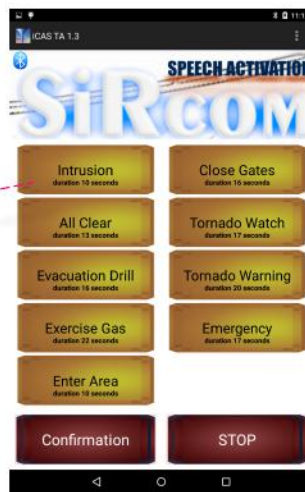 11:1
iCAS TA 1.3
SPEECH ACTIVATION
SiRCOM
Intrusion
duration 10 seconds
Close Gates
duration 16 seconds
All Clear
duration 13 seconds
Tornado Watch
duration 17 seconds
Evacuation Drill
duration 16 seconds
Tornado Warning
duration 20 seconds
Exercise Gas
duration 22 seconds
Emergency
duration 17 seconds
Enter Area
duration 10 seconds
Confirmation
STOP